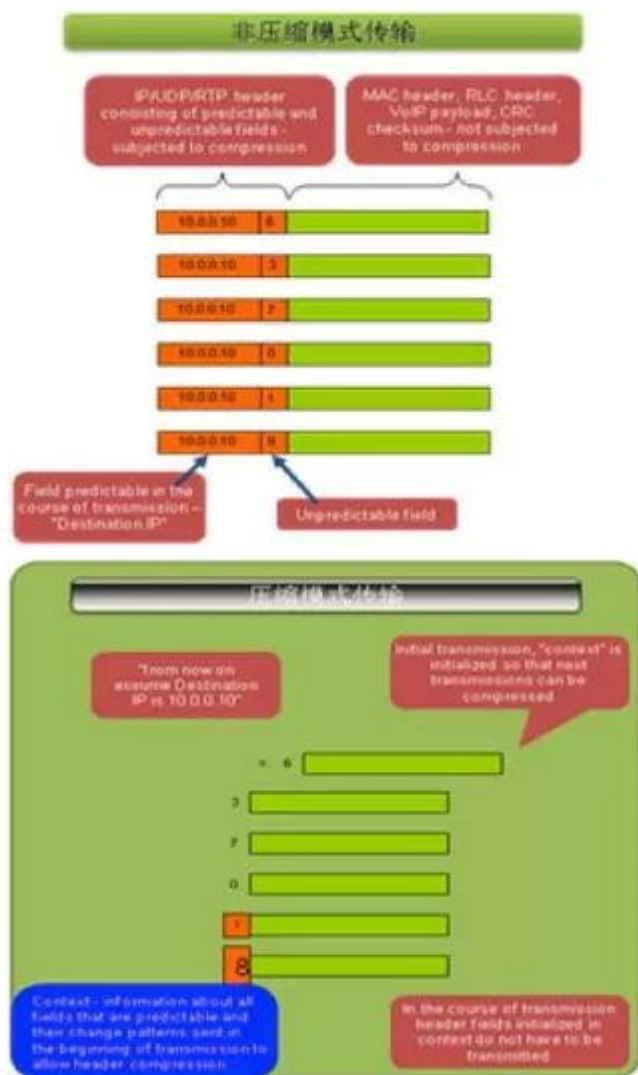 非压缩模式传输
IP/UDIP/RTP header
consisting of predictable and
unpredictable fields -
subjected to compression
MAC header, RLC header,
VoIP payload, CRC
checksum - not subjected
to compression
10.0.0.10 6
10.0.0.10 3
10.0.0.10 7
10.0.0.10 0
10.0.0.10 1
10.0.0.10 8
Field predictable in the
course of transmission –
"Destination IP"
Unpredictable field
压缩模式传输
"from now on
assume Destination
IP is 10.0.0.10"
Initial transmission, "context" is
initialized so that next
transmissions can be
compressed
6
3
7
0
1
8
Context - information about all
fields that are predictable and
their change patterns sent in
the beginning of transmission to
allow header compression
In the course of transmission
header fields initialized in
context do not have to be
transmitted